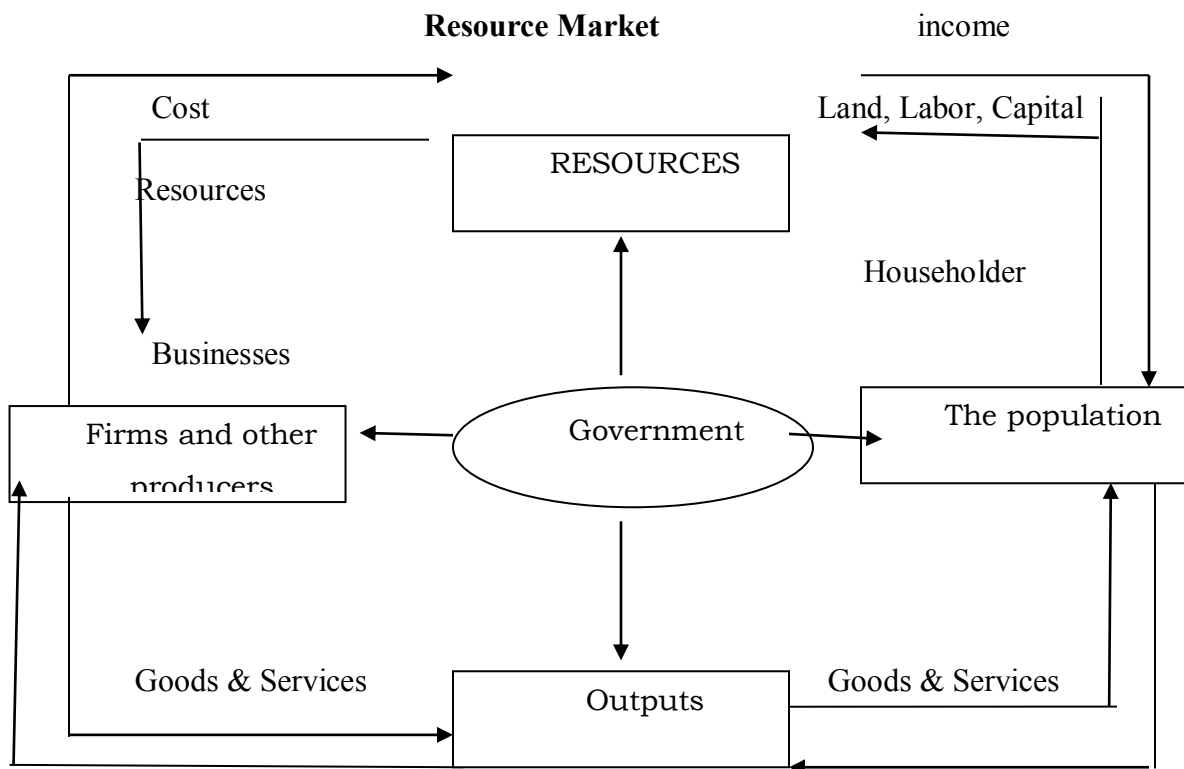 Resource Market income
Cost Land, Labor, Capital
RESOURCES
Resources
Householder
Businesses
The population
Firms and other
Government
producers
Goods & Services Goods & Services
Outputs